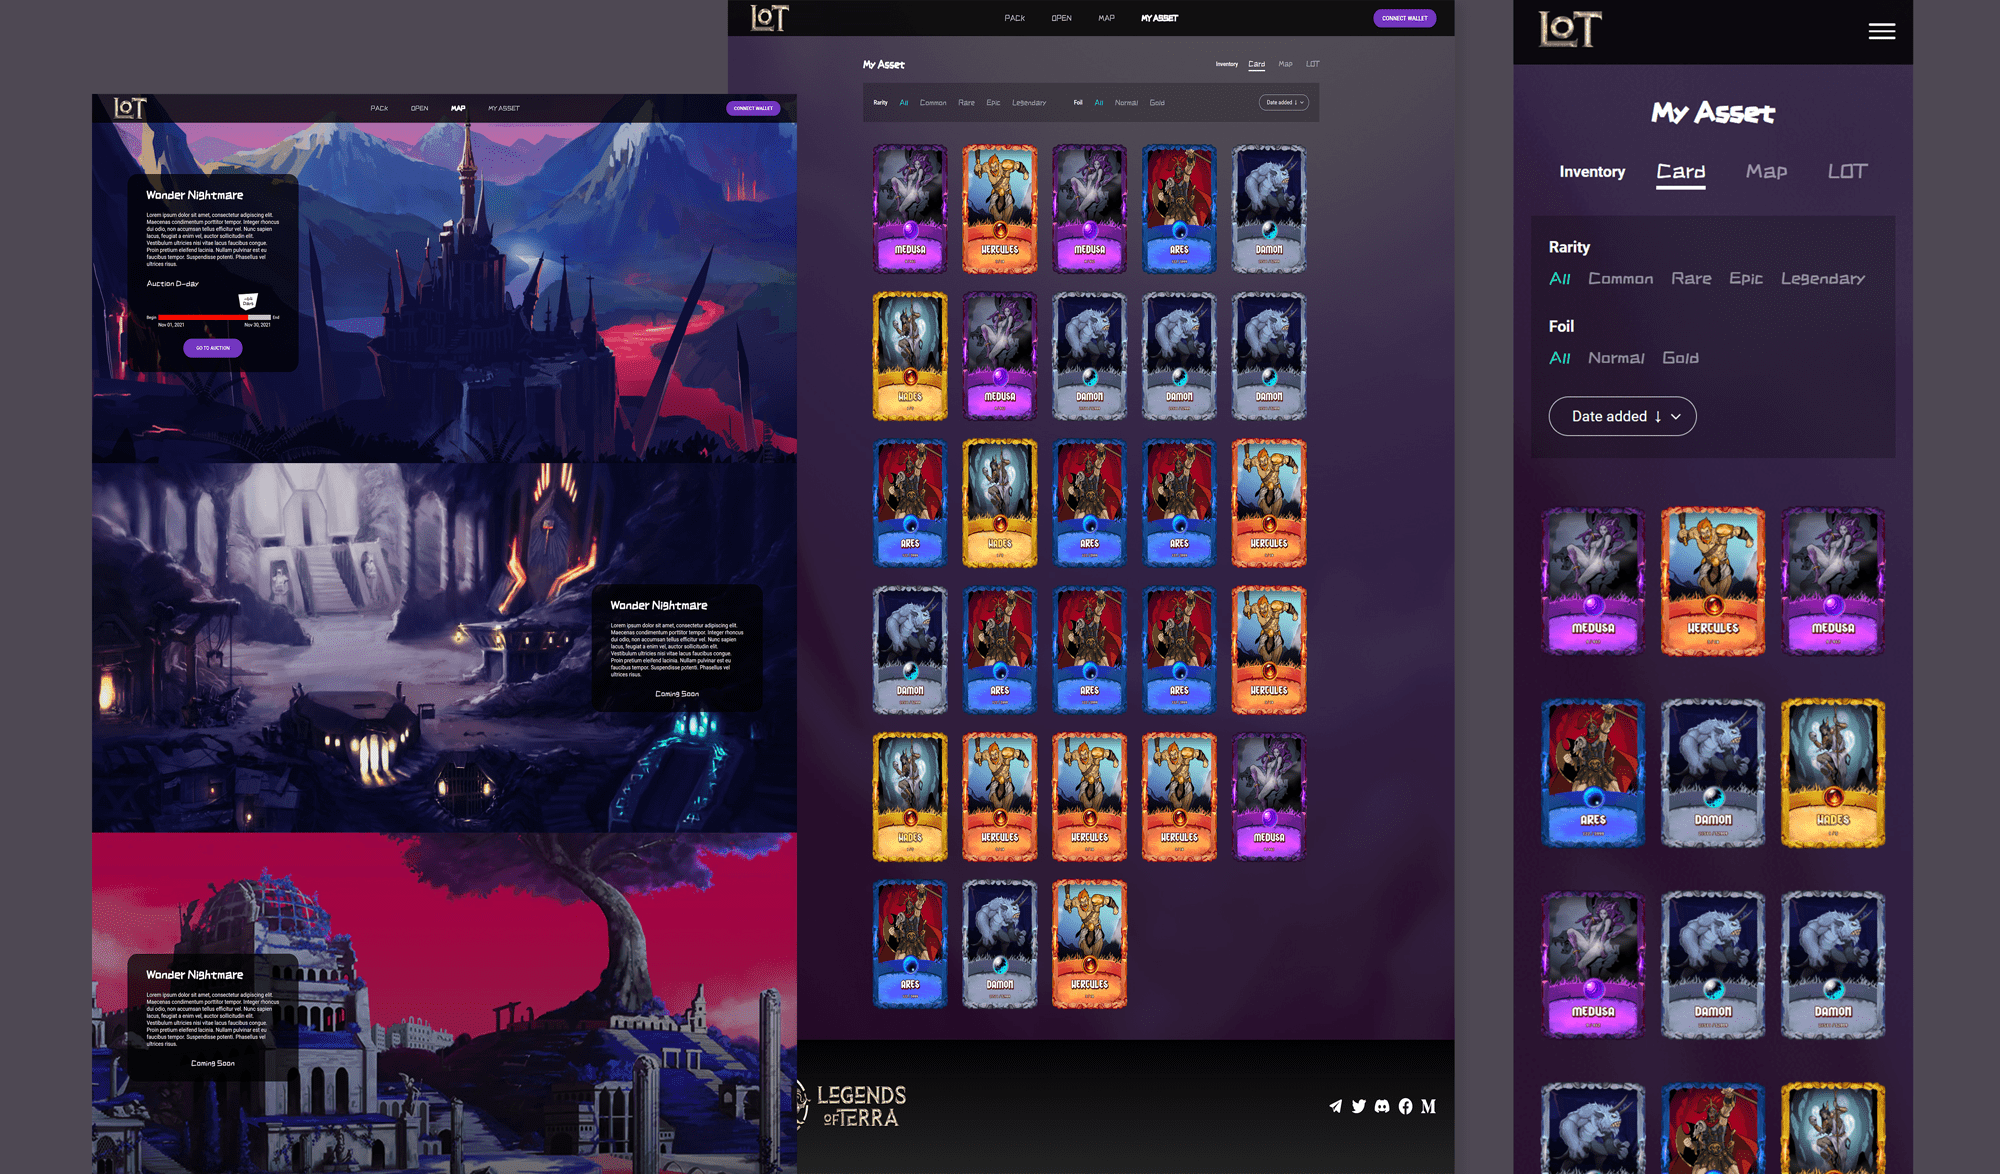 LOT
PACK
OPEN
MAP
MY ASSET
CONNECT WALLET
Wonder Nightmare
Lorem ipsum dolor sit amet, consectetur adipiscing elit.
Maecenas condimentum porttitor tempor. Integer rhoncus
dui odio, non accumsan tellus efficitur vel. Nunc sapien
lacus, feugiat a enim vel, auctor sollicitudin elit.
Vestibulum ultricies nisi vitae lacus faucibus congue.
Proin pretium eleifend lacinia. Nullam pulvinar est eu
faucibus tempor. Suspendisse potenti. Phasellus vel
ultrices risus.
Auction D-day
Days
Begin
End
Nov 01, 2021
Nov 30, 2021
GO TO AUCTION
Wonder Nightmare
Lorem ipsum dolor sit amet, consectetur adipiscing elit.
Maecenas condimentum porttitor tempor. Integer rhoncus
dui odio, non accumsan tellus efficitur vel. Nunc sapien
lacus, feugiat a enim vel, auctor sollicitudin elit.
Vestibulum ultricies nisi vitae lacus faucibus congue.
Proin pretium eleifend lacinia. Nullam pulvinar est eu
faucibus tempor. Suspendisse potenti. Phasellus vel
ultrices risus.
Coming Soon
Wonder Nightmare
Lorem ipsum dolor sit amet, consectetur adipiscing elit.
Maecenas condimentum porttitor tempor. Integer rhoncus
dui odio, non accumsan tellus efficitur vel. Nunc sapien
lacus, feugiat a enim vel, auctor sollicitudin elit.
Vestibulum ultricies nisi vitae lacus faucibus congue.
Proin pretium eleifend lacinia. Nullam pulvinar est eu
faucibus tempor. Suspendisse potenti. Phasellus vel
ultrices risus.
Coming Soon
LOT
PACK
OPEN
MAP
MY ASSET
CONNECT WALLET
My Asset
Inventory
Card
Map
LOT
Rarity
All
Common
Rare
Epic
Legendary
Foil
All
Normal
Gold
Date added ↓
MEDUSA
HERCULES
MEDUSA
ARES
DAMON
HADES
MEDUSA
DAMON
DAMON
DAMON
ARES
HADES
ARES
ARES
HERCULES
DAMON
ARES
ARES
ARES
HERCULES
HADES
HERCULES
HERCULES
HERCULES
MEDUSA
ARES
DAMON
HERCULES
LEGENDS
OF TERRA
LOT
My Asset
Inventory
Card
Map
LOT
Rarity
All
Common
Rare
Epic
Legendary
Foil
All
Normal
Gold
Date added ↓
MEDUSA
HERCULES
MEDUSA
ARES
DAMON
HADES
MEDUSA
DAMON
DAMON